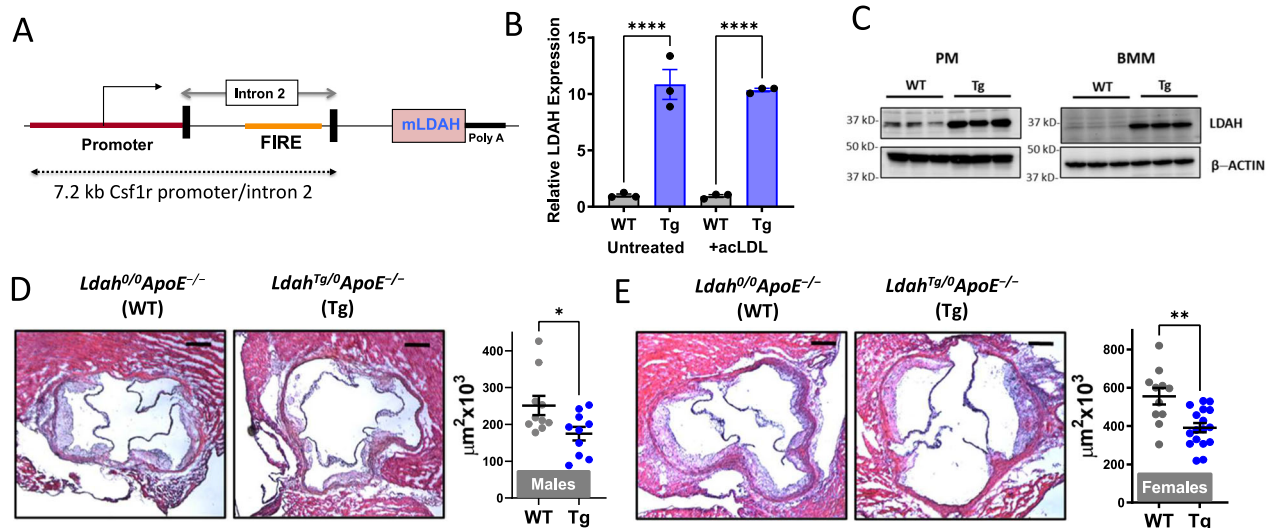 A
Intron 2
mLDAH
Promoter
FIRE
Poly A
7.2 kb Csf1r promoter/intron 2
B
Relative LDAH Expression
15
10
5
0
****
****
WT
Tg
WT
Tg
Untreated
+acLDL
C
PM
BMM
WT
Tg
WT
Tg
37 kD-
50 kD-
37 kD-
37 kD-
50 kD-
37 kD-
LDAH
β–ACTIN
D
Ldah0/0ApoE−/−
(WT)
LdahTg/0ApoE−/−
(Tg)
μm²x10³
400
300
200
100
0
*
Males
WT
Tg
E
Ldah0/0ApoE−/−
(WT)
LdahTg/0ApoE−/−
(Tg)
μm²x10³
800
600
400
200
0
**
Females
WT
Tg